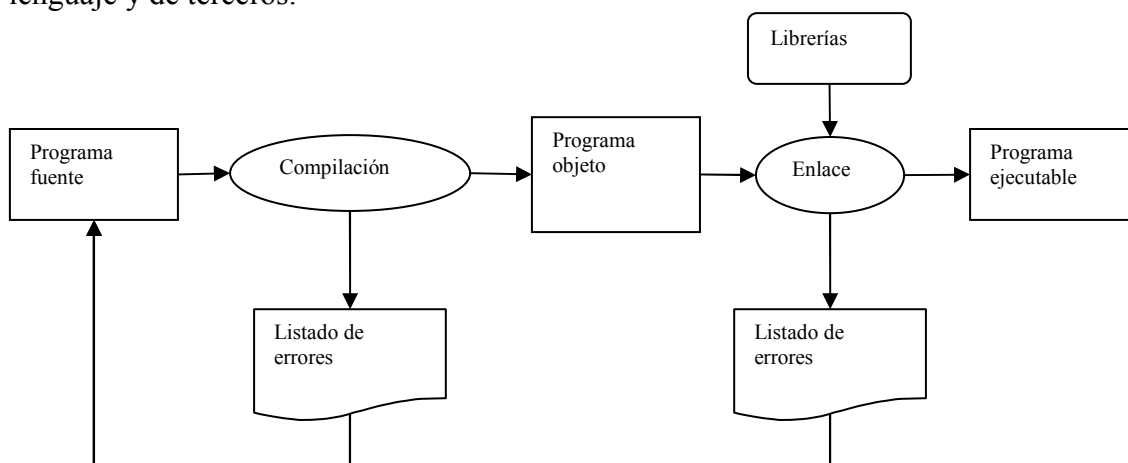 lenguaje y de terceros.
Librerías
Programa
fuente
Compilación
Programa
objeto
Enlace
Programa
ejecutable
Listado de
errores
Listado de
errores